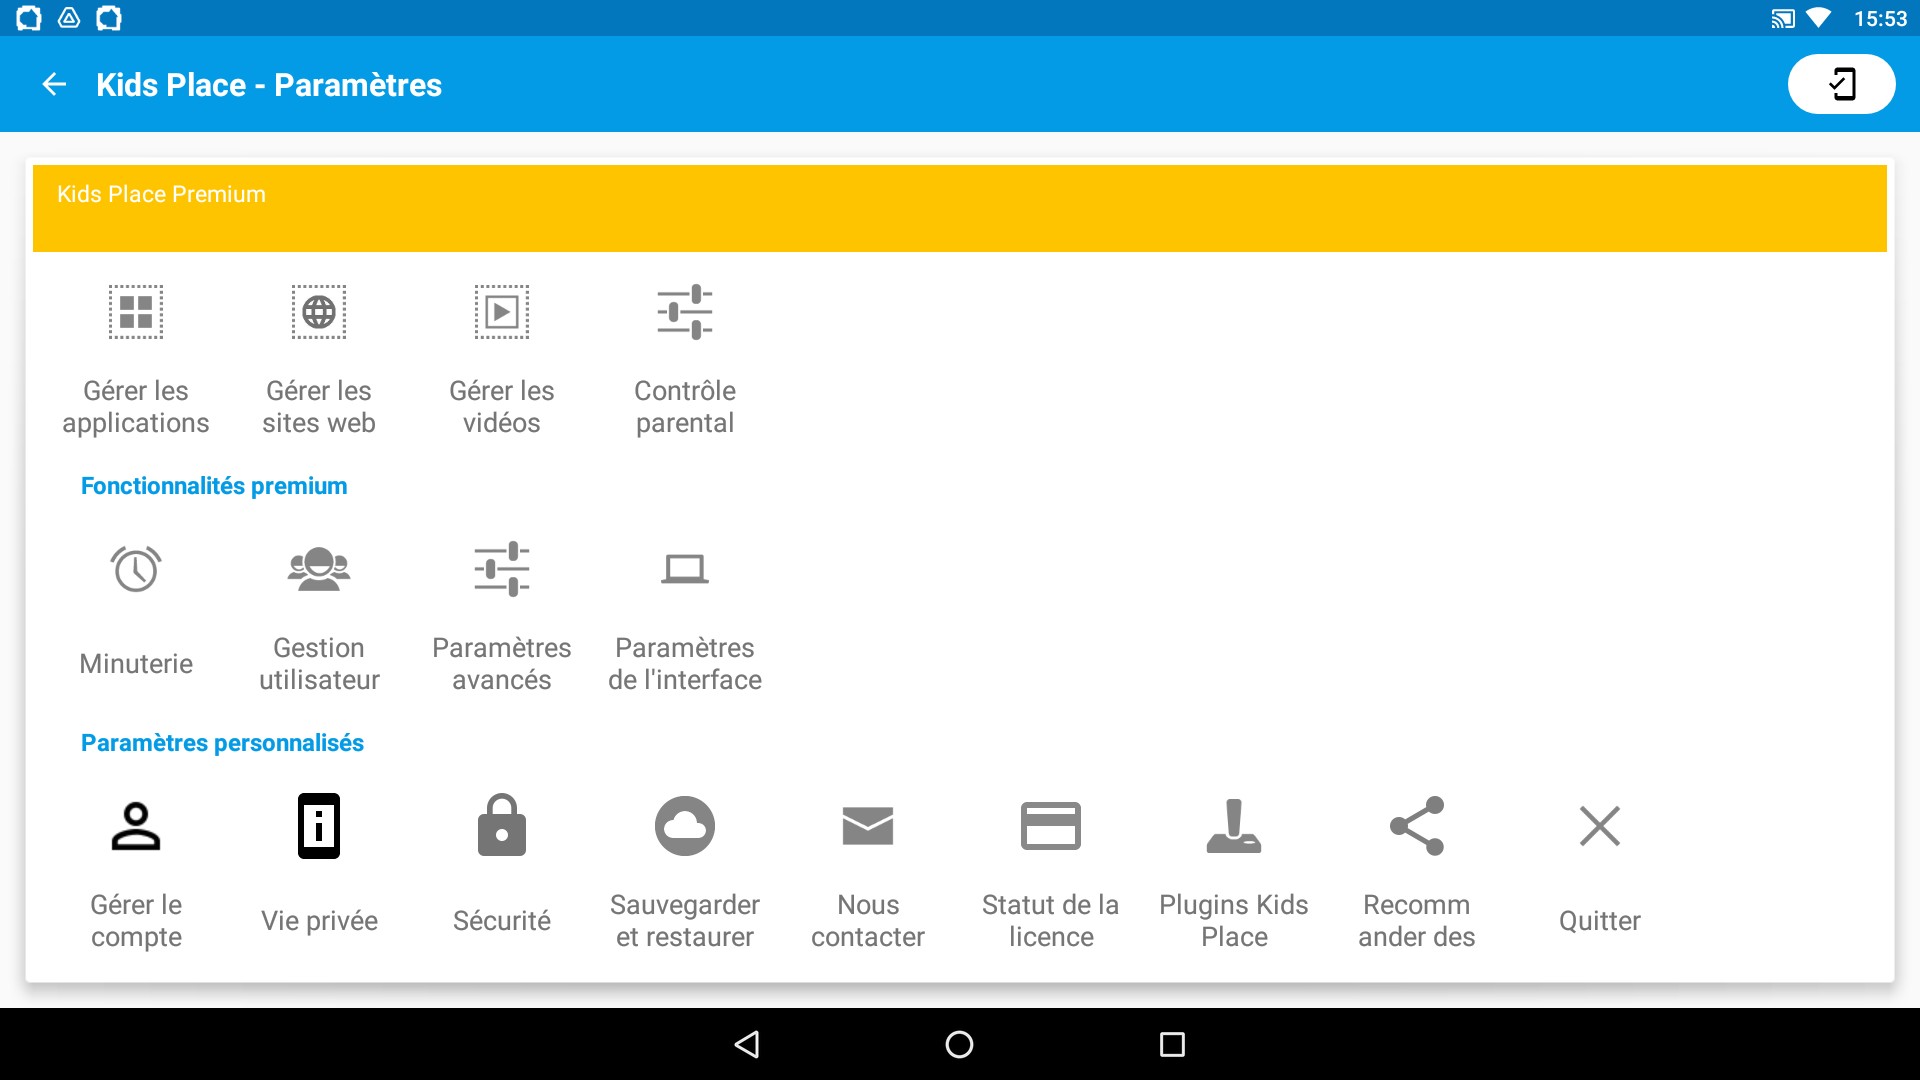 15:53
Kids Place - Paramètres
Kids Place Premium
Gérer les
applications
Gérer les
sites web
Gérer les
vidéos
Contrôle
parental
Fonctionnalités premium
Minuterie
Gestion
utilisateur
Paramètres
avancés
Paramètres
de l'interface
Paramètres personnalisés
Gérer le
compte
Vie privée
Sécurité
Sauvegarder
et restaurer
Nous
contacter
Statut de la
licence
Plugins Kids
Place
Recomm
ander des
Quitter